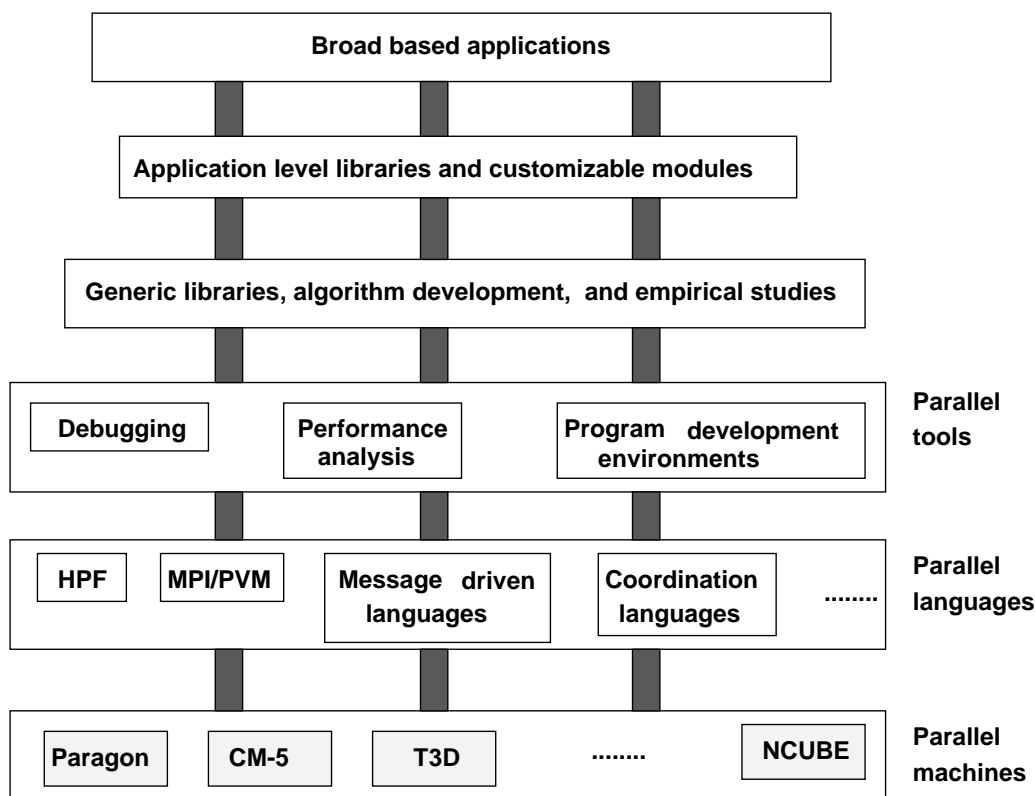 Broad based applications
Application level libraries and customizable modules
Generic libraries, algorithm development, and empirical studies
Debugging
Performance
analysis
Program development
environments
Parallel
tools
HPF
MPI/PVM
Message driven
languages
Coordination
languages
........
Parallel
languages
Paragon
CM-5
T3D
........
NCUBE
Parallel
machines